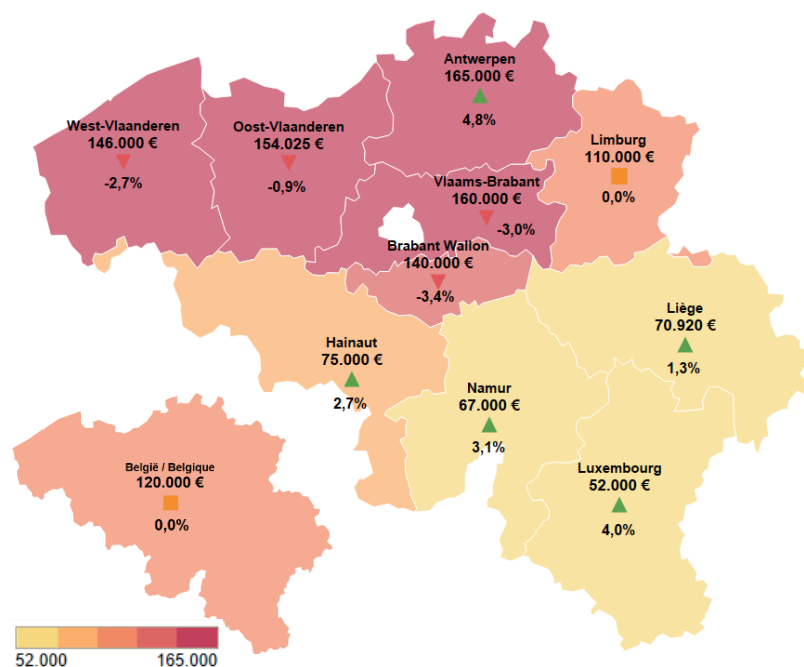 Antwerpen
165.000 €
4,8%
West-Vlaanderen
146.000 €
-2,7%
Oost-Vlaanderen
154.025 €
-0,9%
Limburg
110.000 €
0,0%
Vlaams-Brabant
160.000 €
-3,0%
Brabant Wallon
140.000 €
-3,4%
Liège
70.920 €
1,3%
Hainaut
75.000 €
2,7%
Namur
67.000 €
3,1%
Luxembourg
52.000 €
4,0%
België / Belgique
120.000 €
0,0%
52.000
165.000